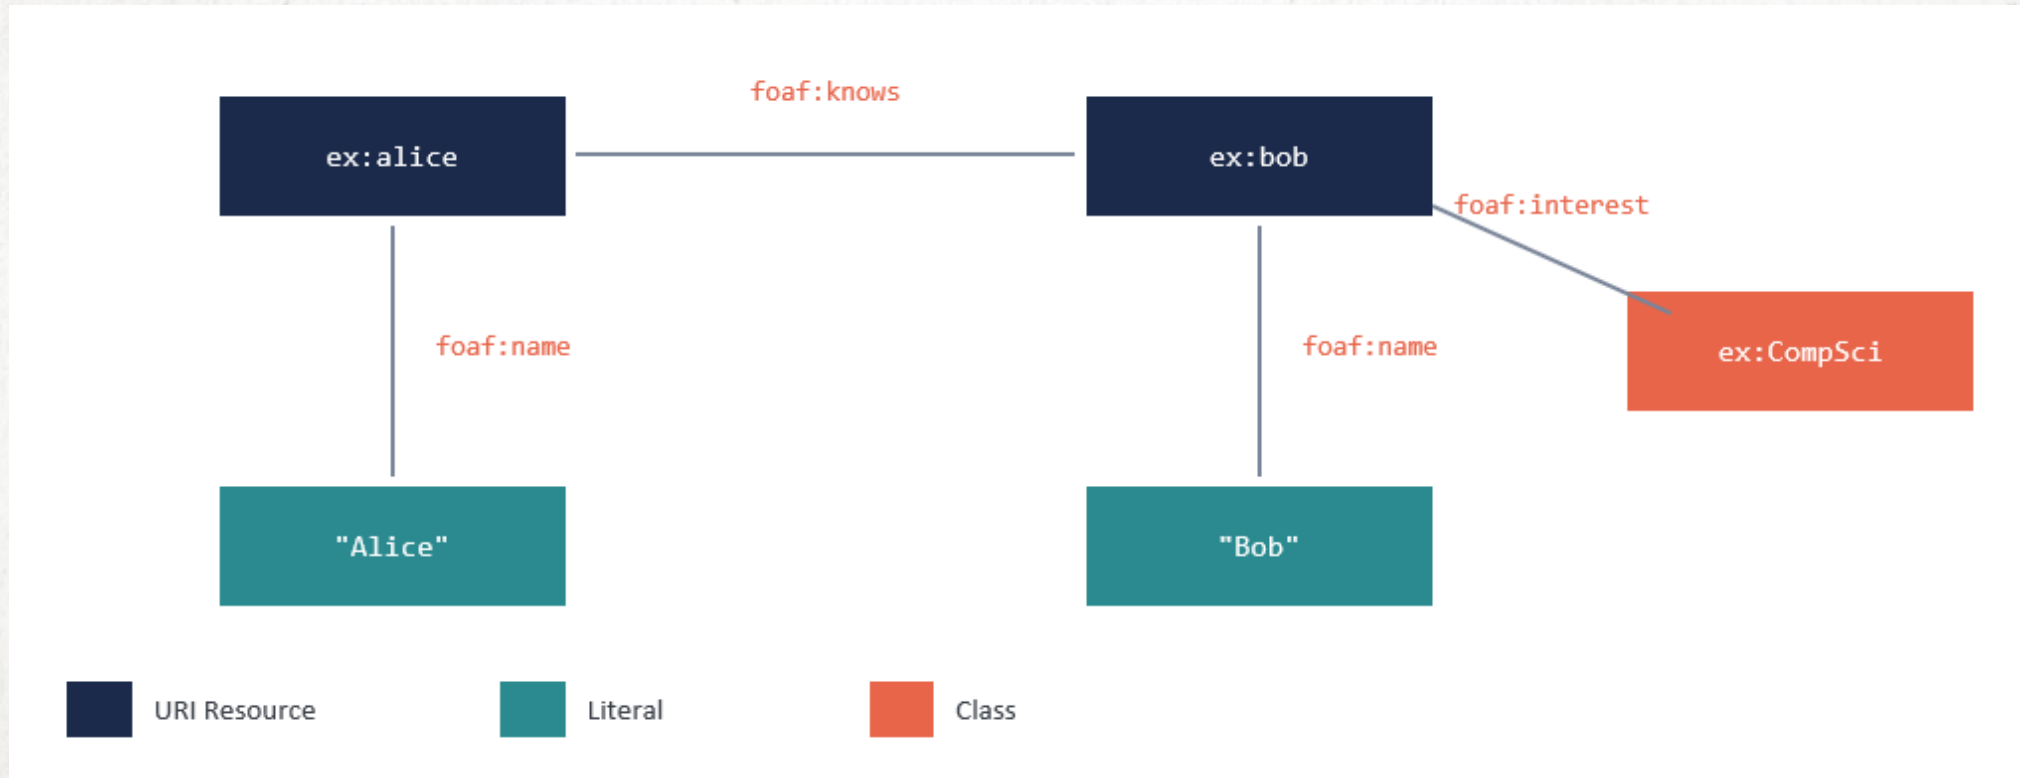 foaf:knows
ex:alice
ex:bob
foaf:interest
foaf:name
foaf:name
ex:CompSci
"Alice"
"Bob"
URI Resource
Literal
Class